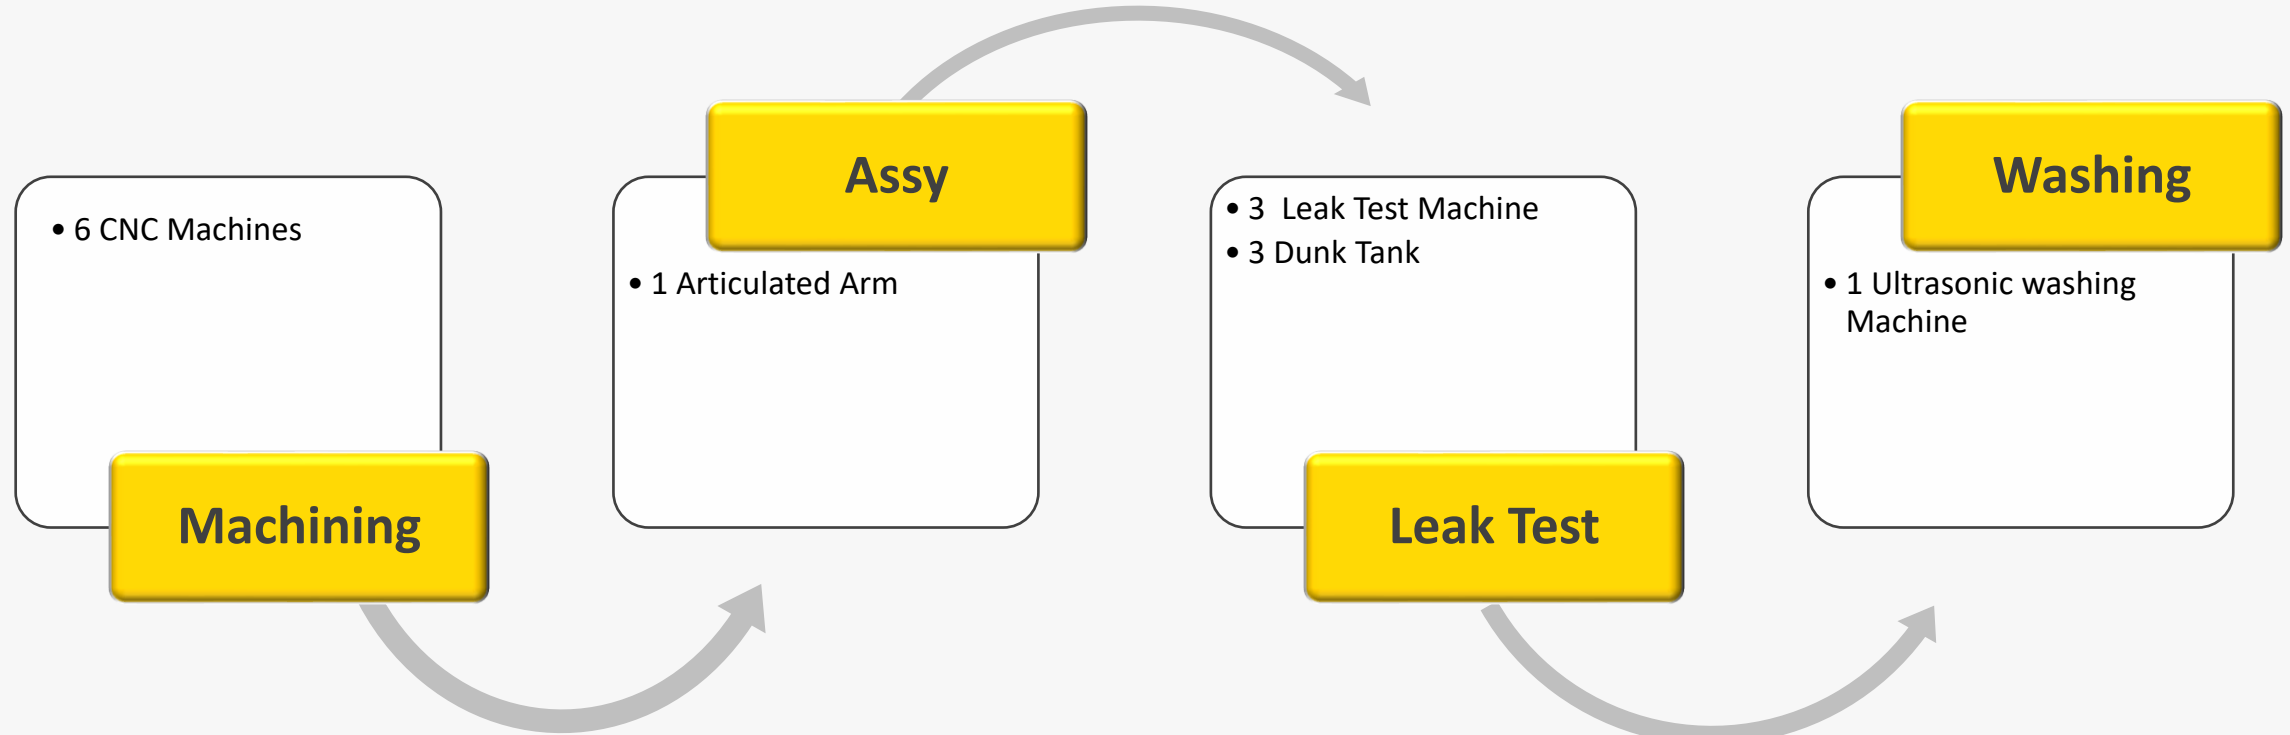 • 6 CNC Machines
Machining
Assy
• 1 Articulated Arm
• 3  Leak Test Machine
• 3 Dunk Tank
Leak Test
Washing
• 1 Ultrasonic washing
Machine